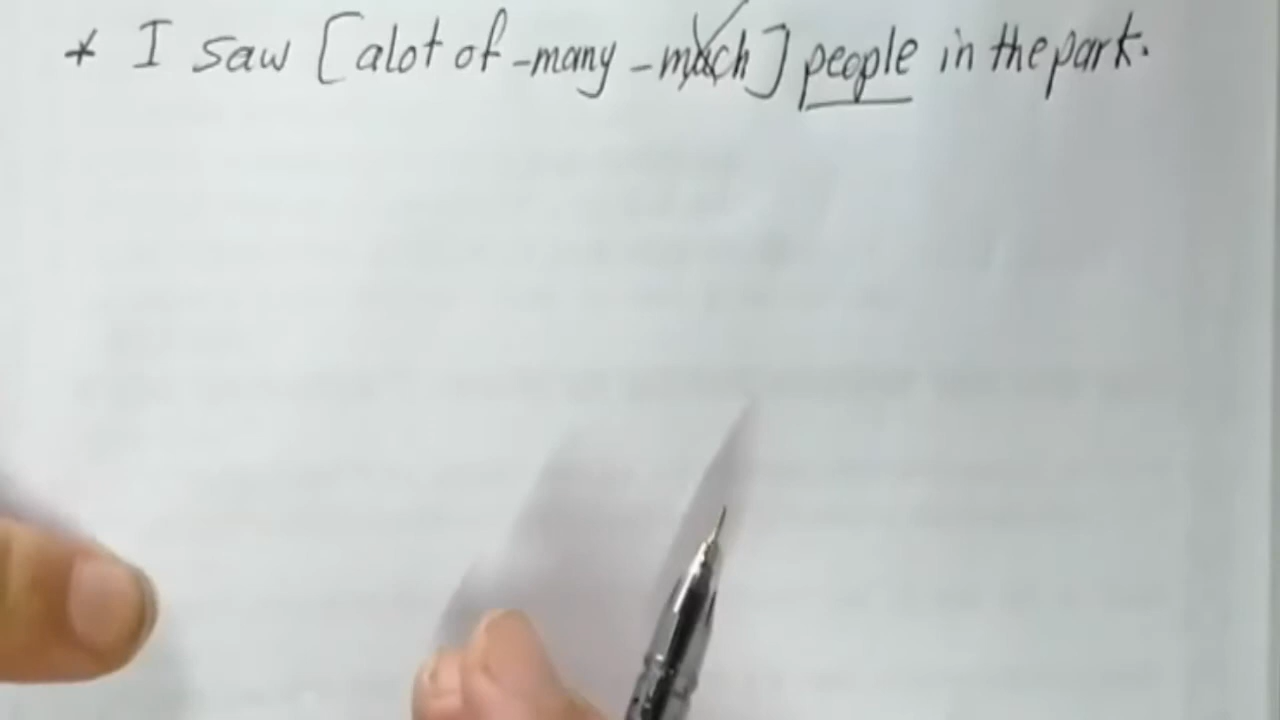 * I saw [alot of - many - much] people in the park.